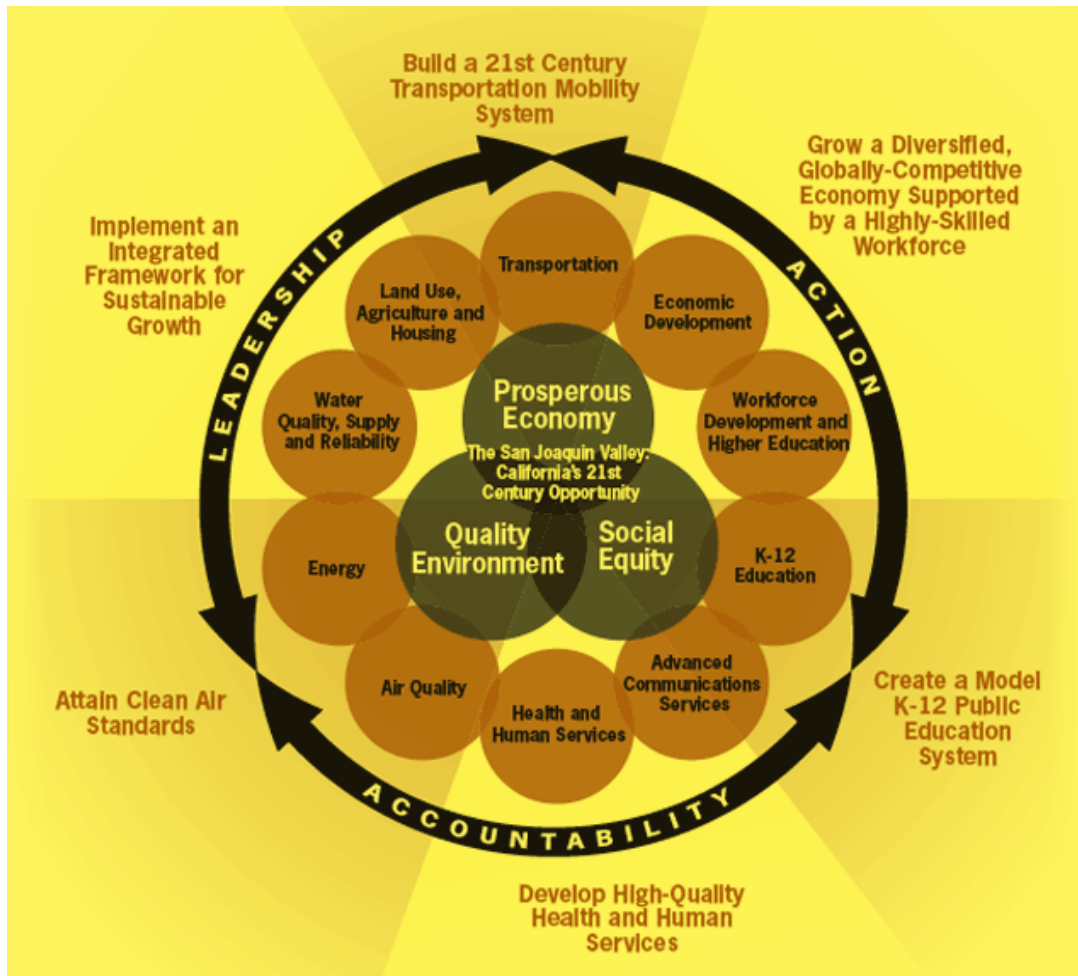 Build a 21st Century
Transportation Mobility
System
Grow a Diversified,
Globally-Competitive
Economy Supported
by a Highly-Skilled
Workforce
Implement an
Integrated
Framework for
Sustainable
Growth
LEADERSHIP
ACTION
Transportation
Land Use,
Agriculture and
Housing
Economic
Development
Water
Quality, Supply
and Reliability
Workforce
Development and
Higher Education
Prosperous
Economy
The San Joaquin Valley:
California's 21st
Century Opportunity
Quality
Environment
Social
Equity
Energy
K-12
Education
Air Quality
Health and
Human Services
Advanced
Communications
Services
Attain Clean Air
Standards
Create a Model
K-12 Public
Education
System
ACCOUNTABILITY
Develop High-Quality
Health and Human
Services